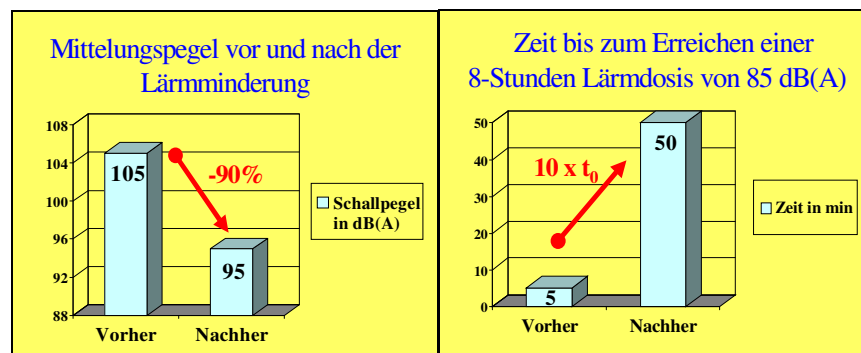 Mittelungspegel vor und nach der
Lärmminderung
108
104
100
96
92
88
105
-90%
95
Vorher
Nachher
Schallpegel
in dB(A)
Zeit bis zum Erreichen einer
8-Stunden Lärmdosis von 85 dB(A)
50
40
30
20
10
0
50
10 x t₀
5
Vorher
Nachher
Zeit in min